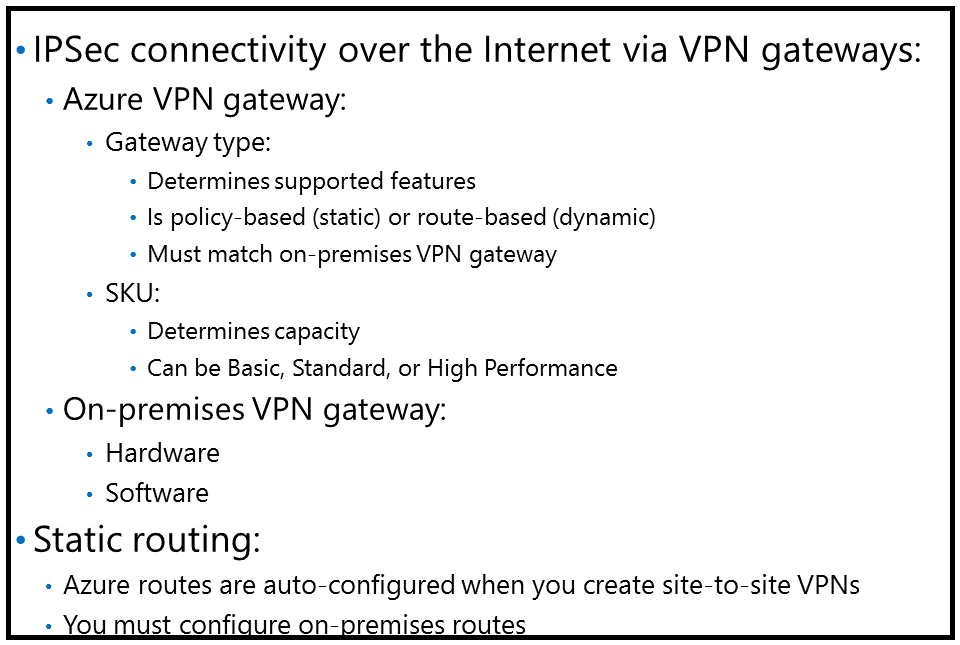 • IPSec connectivity over the Internet via VPN gateways:
• Azure VPN gateway:
• Gateway type:
• Determines supported features
• Is policy-based (static) or route-based (dynamic)
• Must match on-premises VPN gateway
• SKU:
• Determines capacity
• Can be Basic, Standard, or High Performance
• On-premises VPN gateway:
• Hardware
• Software
• Static routing:
• Azure routes are auto-configured when you create site-to-site VPNs
• You must configure on-premises routes